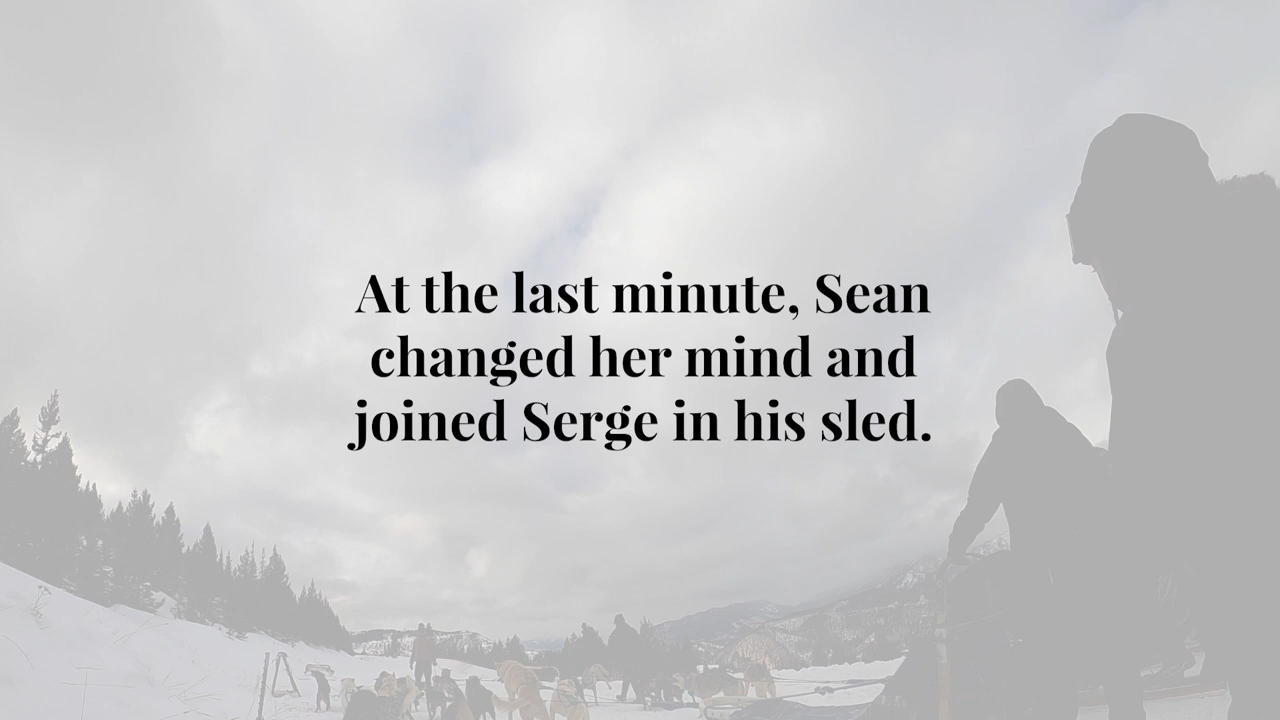 At the last minute, Sean
changed her mind and
joined Serge in his sled.